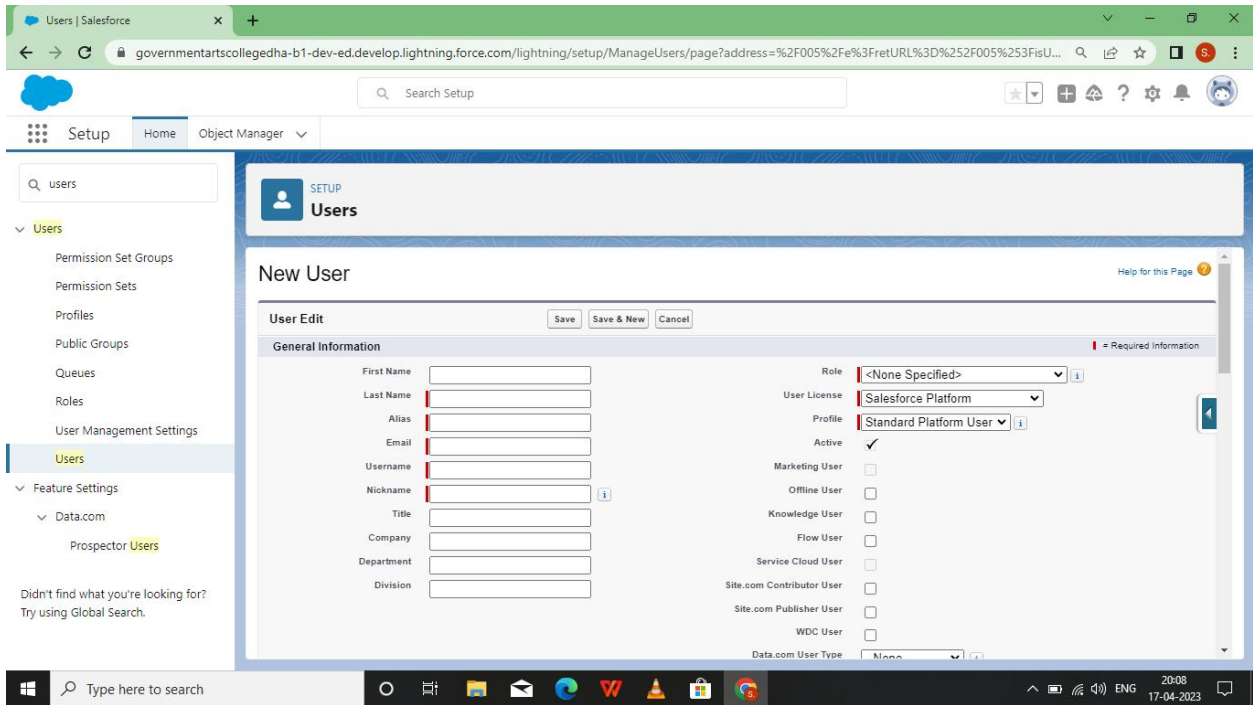 Users | Salesforce
governmentartscollegedha-b1-dev-ed.develop.lightning.force.com/lightning/setup/ManageUsers/page?address=%2F005%2Fe%3FretURL%3D%252F005%253FisU...
S.
Search Setup
Setup
Home
Object Manager
users
Users
Permission Set Groups
Permission Sets
Profiles
Public Groups
Queues
Roles
User Management Settings
Users
Feature Settings
Data.com
Prospector Users
Didn't find what you're looking for?
Try using Global Search.
SETUP
Users
New User
Help for this Page
User Edit
Save
Save & New
Cancel
General Information
= Required Information
First Name
Last Name
Alias
Email
Username
Nickname
Title
Company
Department
Division
Role
<None Specified>
User License
Salesforce Platform
Profile
Standard Platform User
Active
Marketing User
Offline User
Knowledge User
Flow User
Service Cloud User
Site.com Contributor User
Site.com Publisher User
WDC User
Data.com User Type
Type here to search
ENG
20:08
17-04-2023